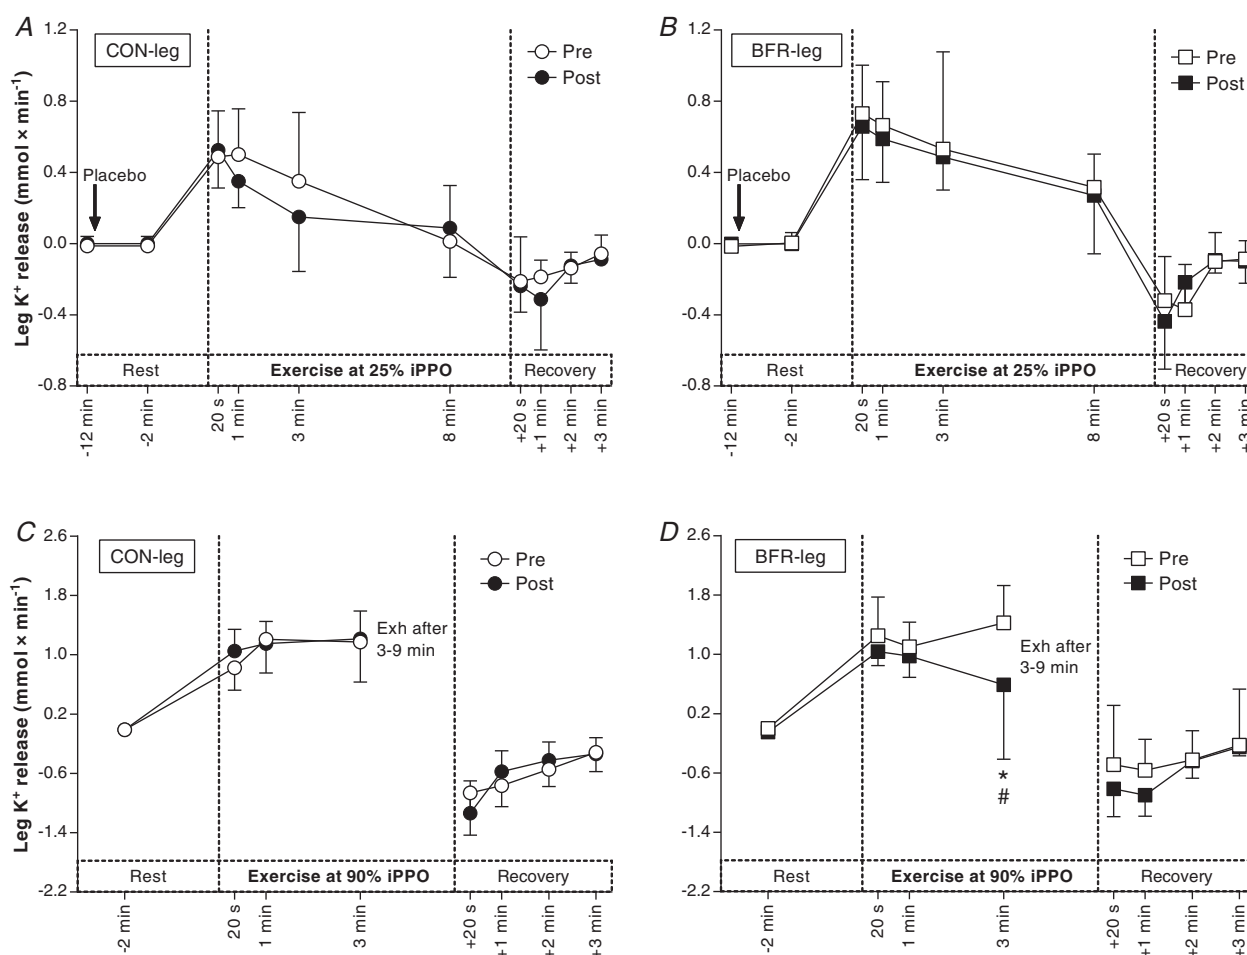 A
CON-leg
Pre
Post
Leg K⁺ release (mmol × min⁻¹)
1.2
0.8
0.4
0.0
-0.4
-0.8
Placebo
Rest
Exercise at 25% iPPO
Recovery
-12 min
-2 min
20 s
1 min
3 min
8 min
+20 s
+1 min
+2 min
+3 min
B
BFR-leg
Pre
Post
1.2
0.8
0.4
0.0
-0.4
-0.8
Placebo
Rest
Exercise at 25% iPPO
Recovery
-12 min
-2 min
20 s
1 min
3 min
8 min
+20 s
+1 min
+2 min
+3 min
C
CON-leg
Pre
Post
Leg K⁺ release (mmol × min⁻¹)
2.6
1.8
1.0
0.2
-0.6
-1.4
-2.2
Exh after
3-9 min
Rest
Exercise at 90% iPPO
Recovery
-2 min
20 s
1 min
3 min
+20 s
+1 min
+2 min
+3 min
D
BFR-leg
Pre
Post
2.6
1.8
1.0
0.2
-0.6
-1.4
-2.2
Exh after
3-9 min
*
#
Rest
Exercise at 90% iPPO
Recovery
-2 min
20 s
1 min
3 min
+20 s
+1 min
+2 min
+3 min